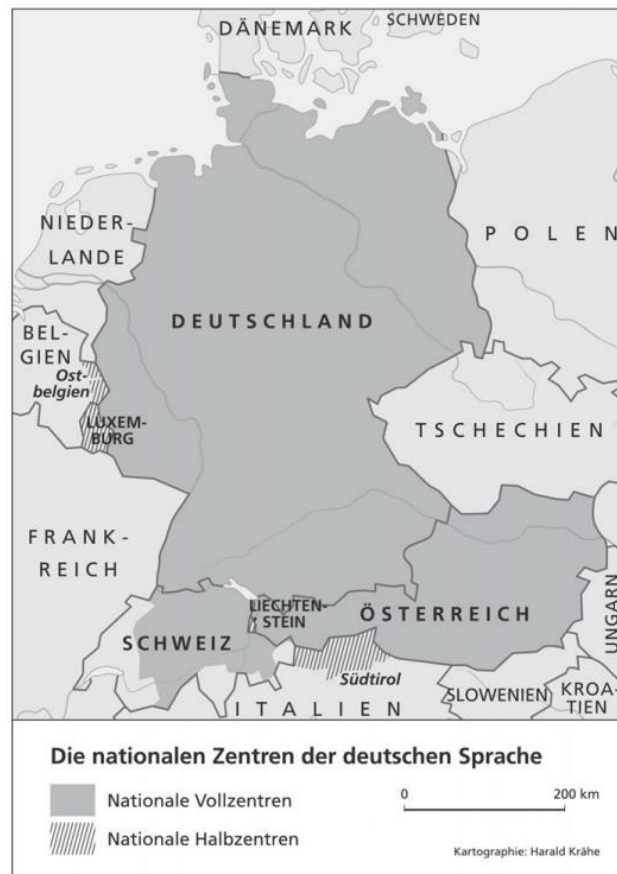 DÄNEMARK
SCHWEDEN
NIEDER-
LANDE
POLEN
DEUTSCHLAND
BEL-
GIEN
Ost-
belgien
LUXEM-
BURG
TSCHECHIEN
FRANK-
REICH
LIECHTEN-
STEIN
ÖSTERREICH
UNGARN
SCHWEIZ
Südtirol
SLOWENIEN
KROA-
TIEN
ITALIEN
Die nationalen Zentren der deutschen Sprache
Nationale Vollzentren
0 200 km
Nationale Halbzentren
Kartographie: Harald Krähe